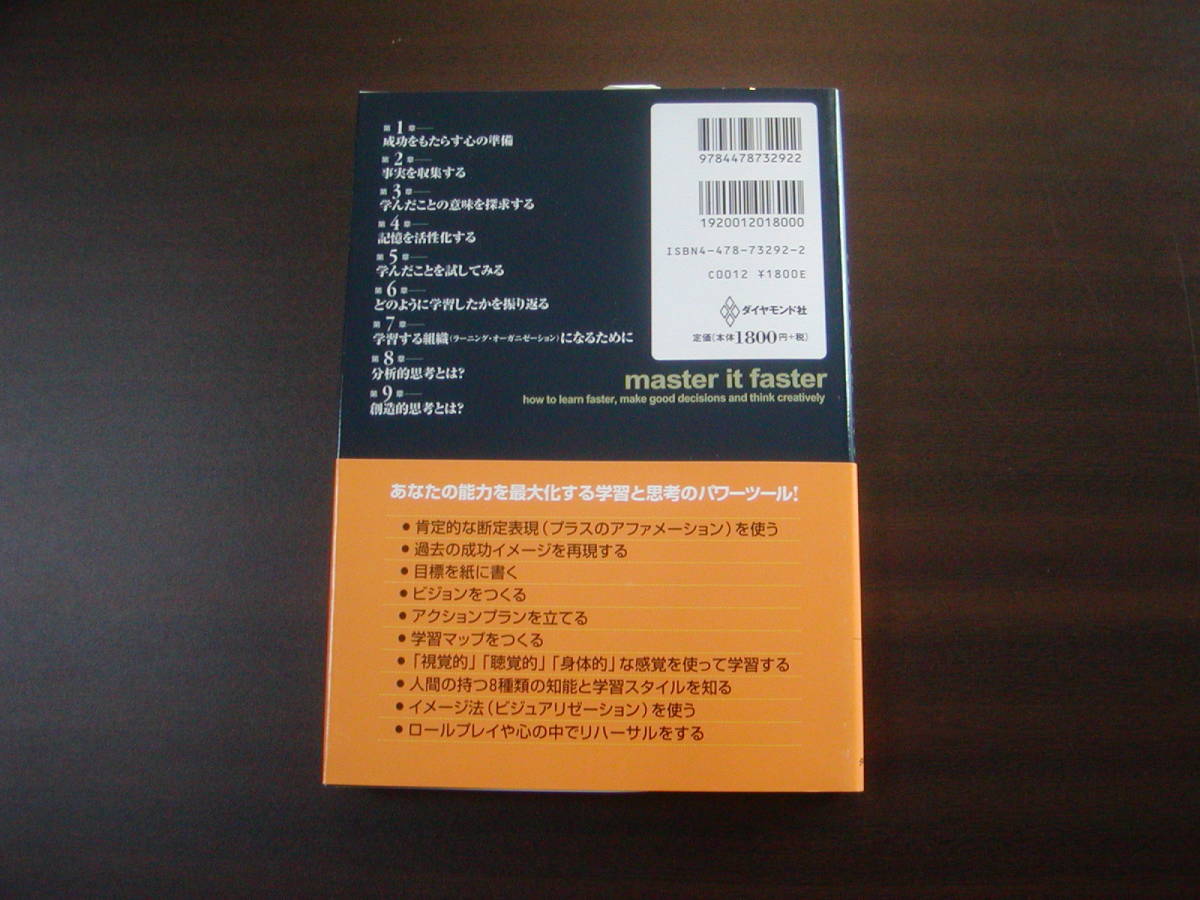 第1章
成功をもたらす心の準備
第2章
事実を収集する
第3章
学んだことの意味を探求する
第4章
記憶を活性化する
第5章
学んだことを試してみる
第6章
どのように学習したかを振り返る
第7章
学習する組織(ラーニング・オーガニゼーション)になるために
第8章
分析的思考とは?
第9章
創造的思考とは?
9784478732922
1920012018000
ISBN4-478-73292-2
C0012 ¥1800E
ダイヤモンド社
定価(本体1800円+税)
master it faster
how to learn faster, make good decisions and think creatively
あなたの能力を最大化する学習と思考のパワーツール!
●肯定的な断定表現(プラスのアファメーション)を使う
●過去の成功イメージを再現する
●目標を紙に書く
●ビジョンをつくる
●アクションプランを立てる
●学習マップをつくる
●「視覚的」「聴覚的」「身体的」な感覚を使って学習する
●人間の持つ8種類の知能と学習スタイルを知る
●イメージ法(ビジュアリゼーション)を使う
●ロールプレイや心の中でリハーサルをする